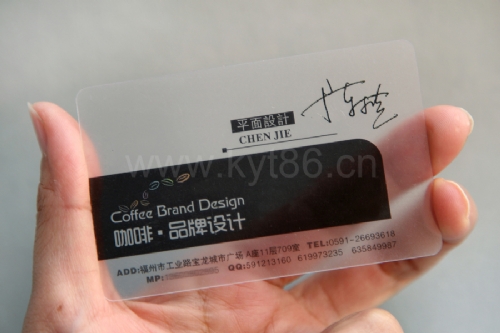 平面設計
CHEN JIE
www.kyt86.cn
Coffee Brand Design
咖啡·品牌设计
ADD:福州市工业路宝龙城市广场 A座11层709室 TEL:0591-26693618
MP: QQ:591213160 619973235 635849987